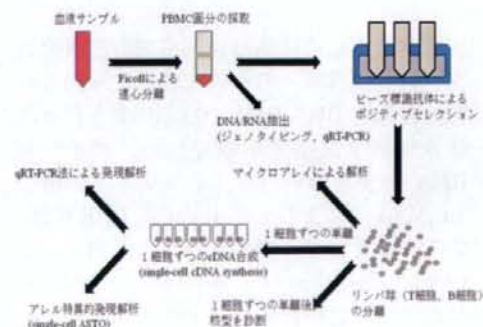 血液サンプル
PBMC画分の採取
Ficollによる
遠心分離
DNA/RNA抽出
(ジェノタイピング、qRT-PCR)
ビーズ標識抗体による
ポジティブセレクション
qRT-PCR法による発現解析
マイクロアレイによる解析
1細胞ずつの単離
1細胞ずつのcDNA合成
(single-cell cDNA synthesis)
リンパ球（T細胞、B細胞）
の分離
アレル特異的発現解析
(single-cell ASTO)
1細胞ずつの単離後
核型を診断